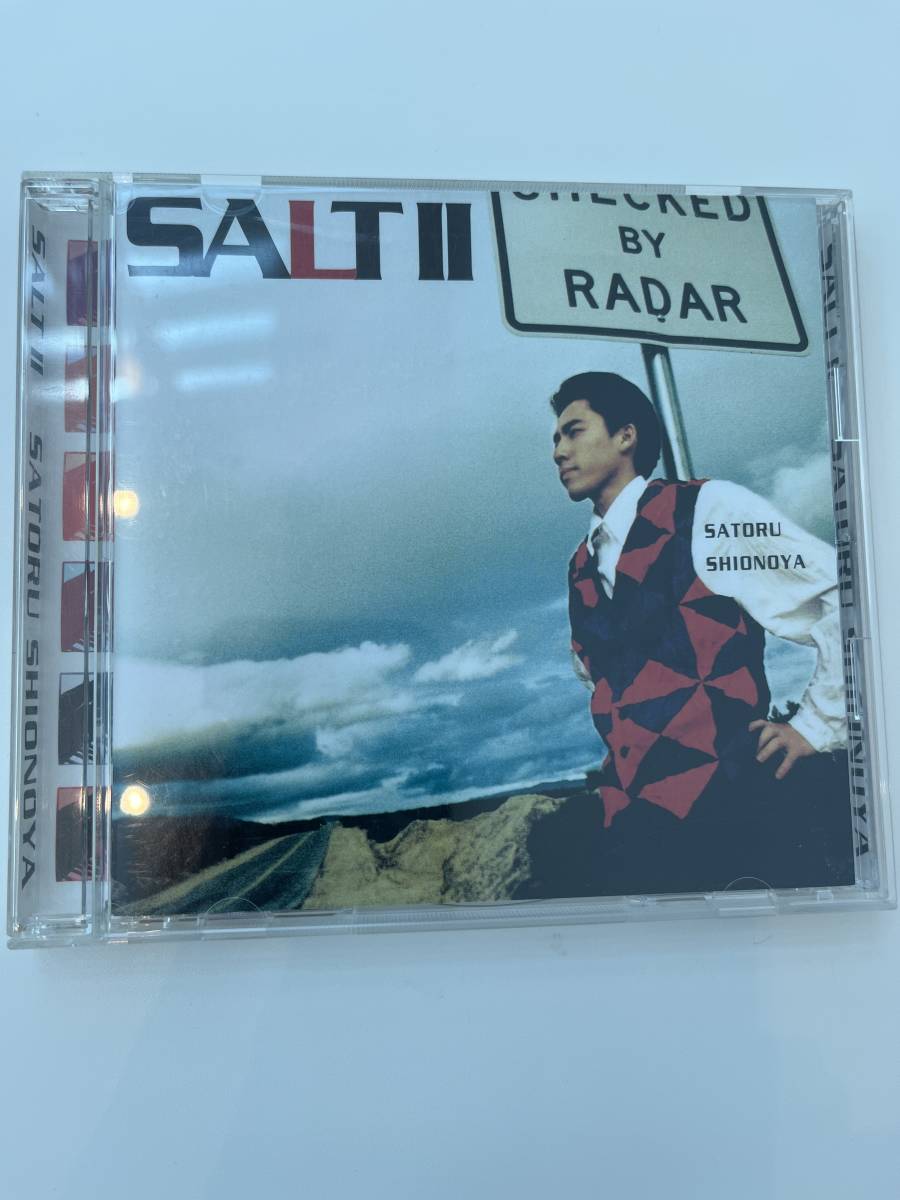 SALT II
CHECKED
BY
RADAR
SATORU
SHIONOYA
SALT II SATORU SHIONOYA
SALT II SATORU SHIONOYA